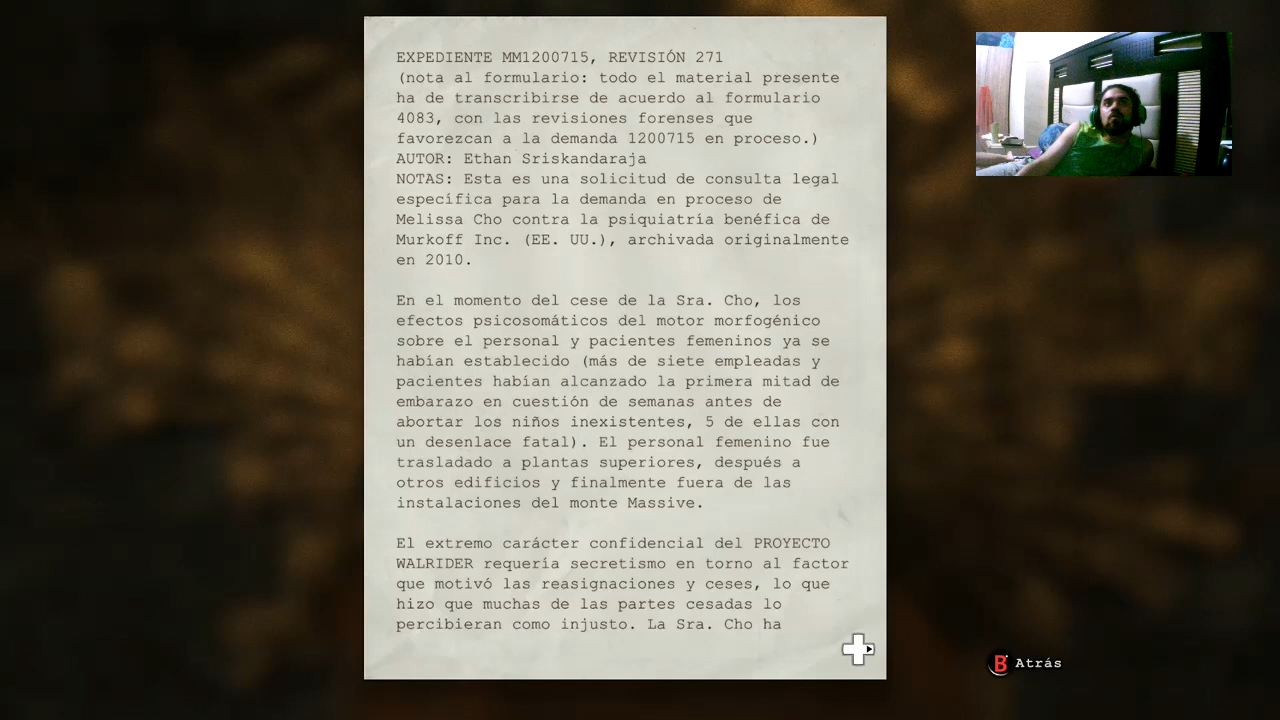 EXPEDIENTE MM1200715, REVISIÓN 271
(nota al formulario: todo el material presente
ha de transcribirse de acuerdo al formulario
4083, con las revisiones forenses que
favorezcan a la demanda 1200715 en proceso.)
AUTOR: Ethan Sriskandaraja
NOTAS: Esta es una solicitud de consulta legal
específica para la demanda en proceso de
Melissa Cho contra la psiquiatría benéfica de
Murkoff Inc. (EE. UU.), archivada originalmente
en 2010.
En el momento del cese de la Sra. Cho, los
efectos psicosomáticos del motor morfogénico
sobre el personal y pacientes femeninos ya se
habían establecido (más de siete empleadas y
pacientes habían alcanzado la primera mitad de
embarazo en cuestión de semanas antes de
abortar los niños inexistentes, 5 de ellas con
un desenlace fatal). El personal femenino fue
trasladado a plantas superiores, después a
otros edificios y finalmente fuera de las
instalaciones del monte Massive.
El extremo carácter confidencial del PROYECTO
WALRIDER requería secretismo en torno al factor
que motivó las reasignaciones y ceses, lo que
hizo que muchas de las partes cesadas lo
percibieran como injusto. La Sra. Cho ha
B Atrás